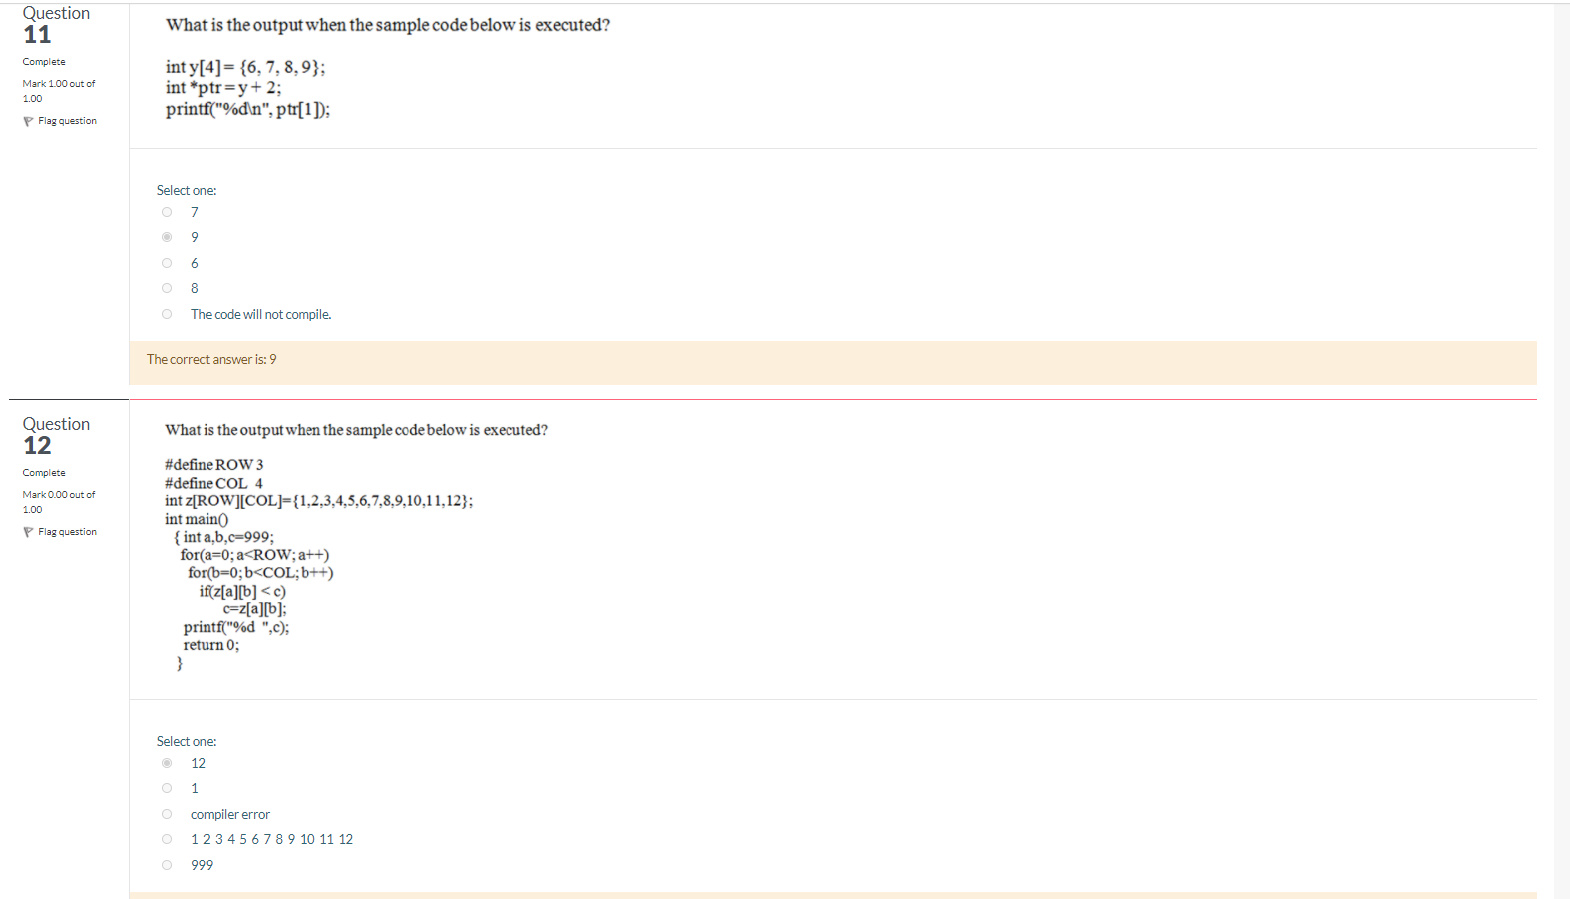 Question
11
Complete
Mark 1.00 out of
1.00
Flag question
What is the output when the sample code below is executed?
int y[4]= {6, 7, 8, 9};
int *ptr = y + 2;
printf("%d\n", ptr[1]);
Select one:
7
9
6
8
The code will not compile.
The correct answer is: 9
Question
12
Complete
Mark 0.00 out of
1.00
Flag question
What is the output when the sample code below is executed?
#define ROW 3
#define COL 4
int z[ROW][COL]={1,2,3,4,5,6,7,8,9,10,11,12};
int main()
{ int a,b,c=999;
for(a=0; a<ROW; a++)
for(b=0; b<COL; b++)
if(z[a][b] < c)
c=z[a][b];
printf("%d ",c);
return 0;
}
Select one:
12
1
compiler error
1 2 3 4 5 6 7 8 9 10 11 12
999